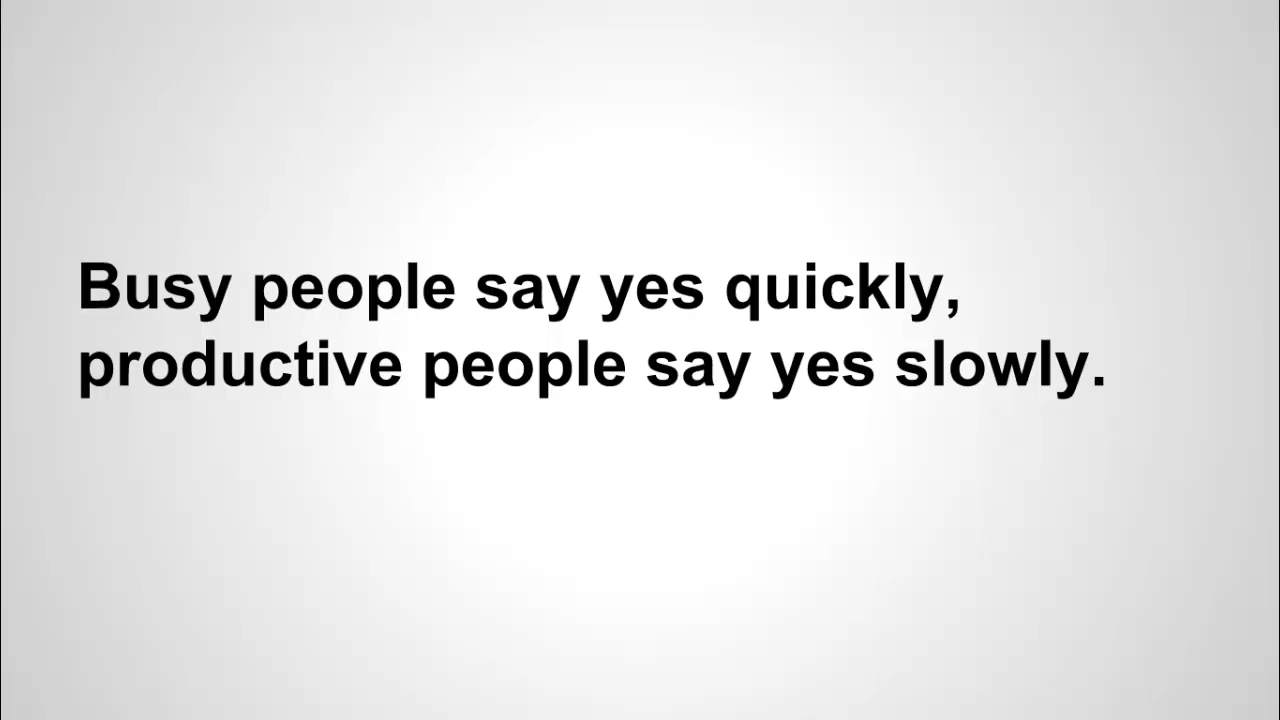 Busy people say yes quickly,
productive people say yes slowly.